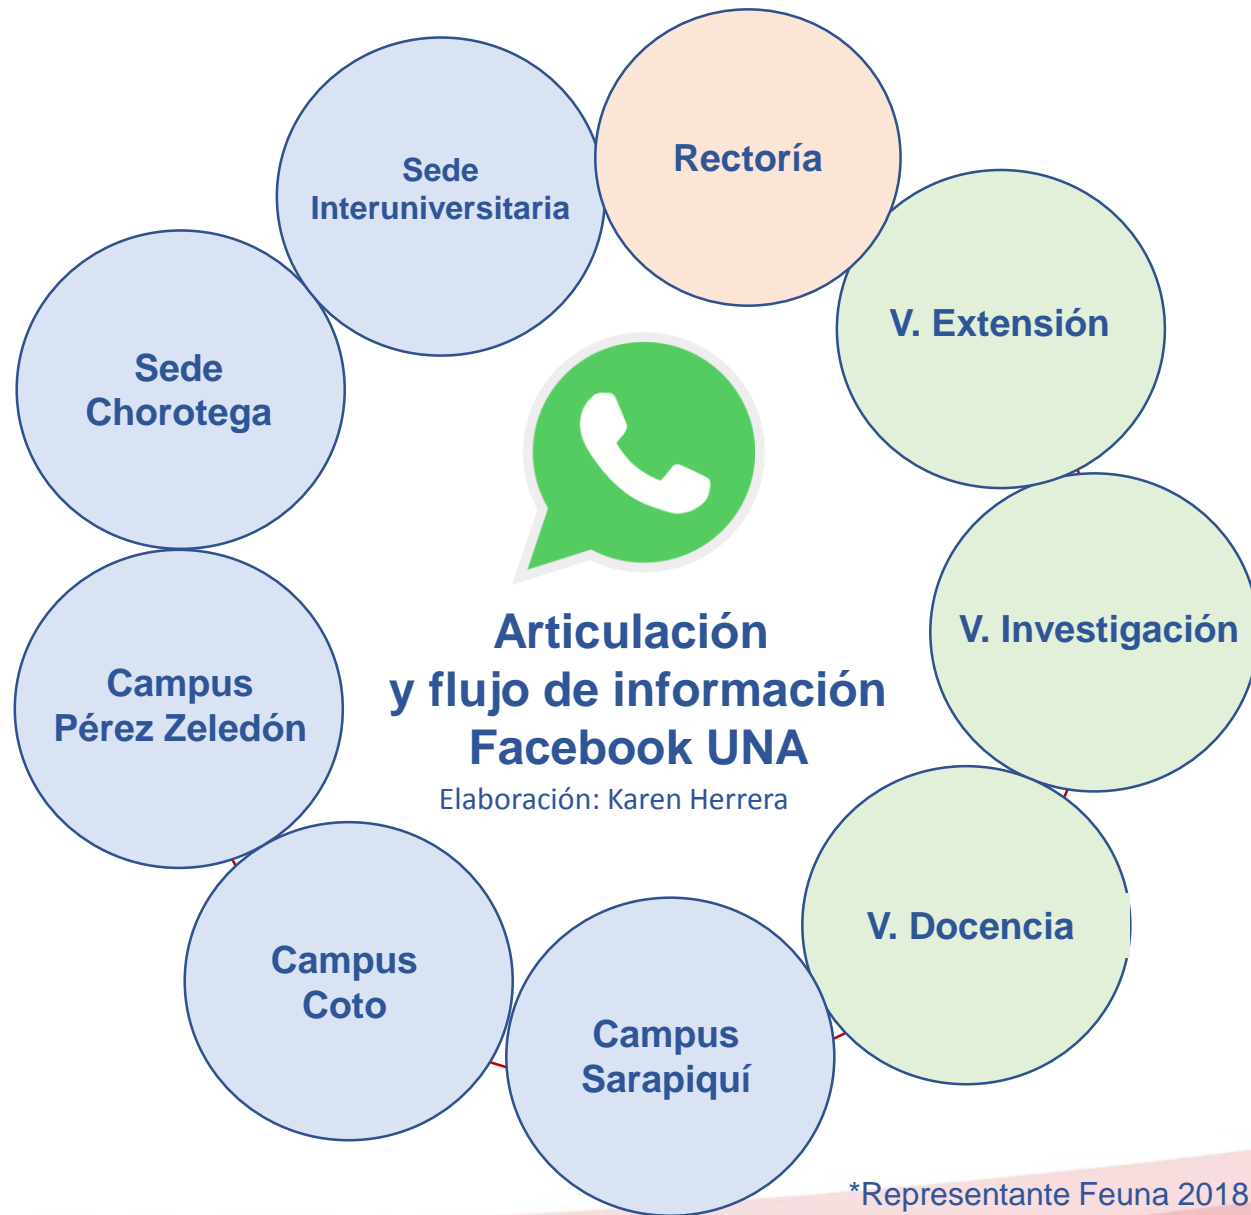 Rectoría
Sede
Interuniversitaria
V. Extensión
Sede
Chorotega
V. Investigación
Articulación
y flujo de información
Facebook UNA
Elaboración: Karen Herrera
Campus
Pérez Zeledón
V. Docencia
Campus
Coto
Campus
Sarapiquí
*Representante Feuna 2018